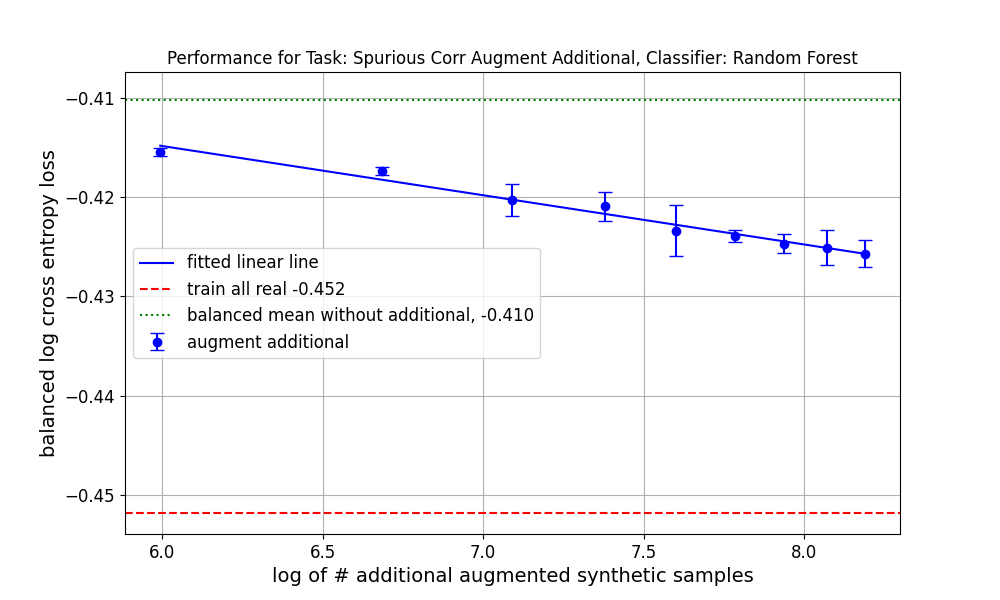 Performance for Task: Spurious Corr Augment Additional, Classifier: Random Forest
balanced log cross entropy loss
−0.41
−0.42
−0.43
−0.44
−0.45
fitted linear line
train all real -0.452
balanced mean without additional, -0.410
augment additional
6.0
6.5
7.0
7.5
8.0
log of # additional augmented synthetic samples